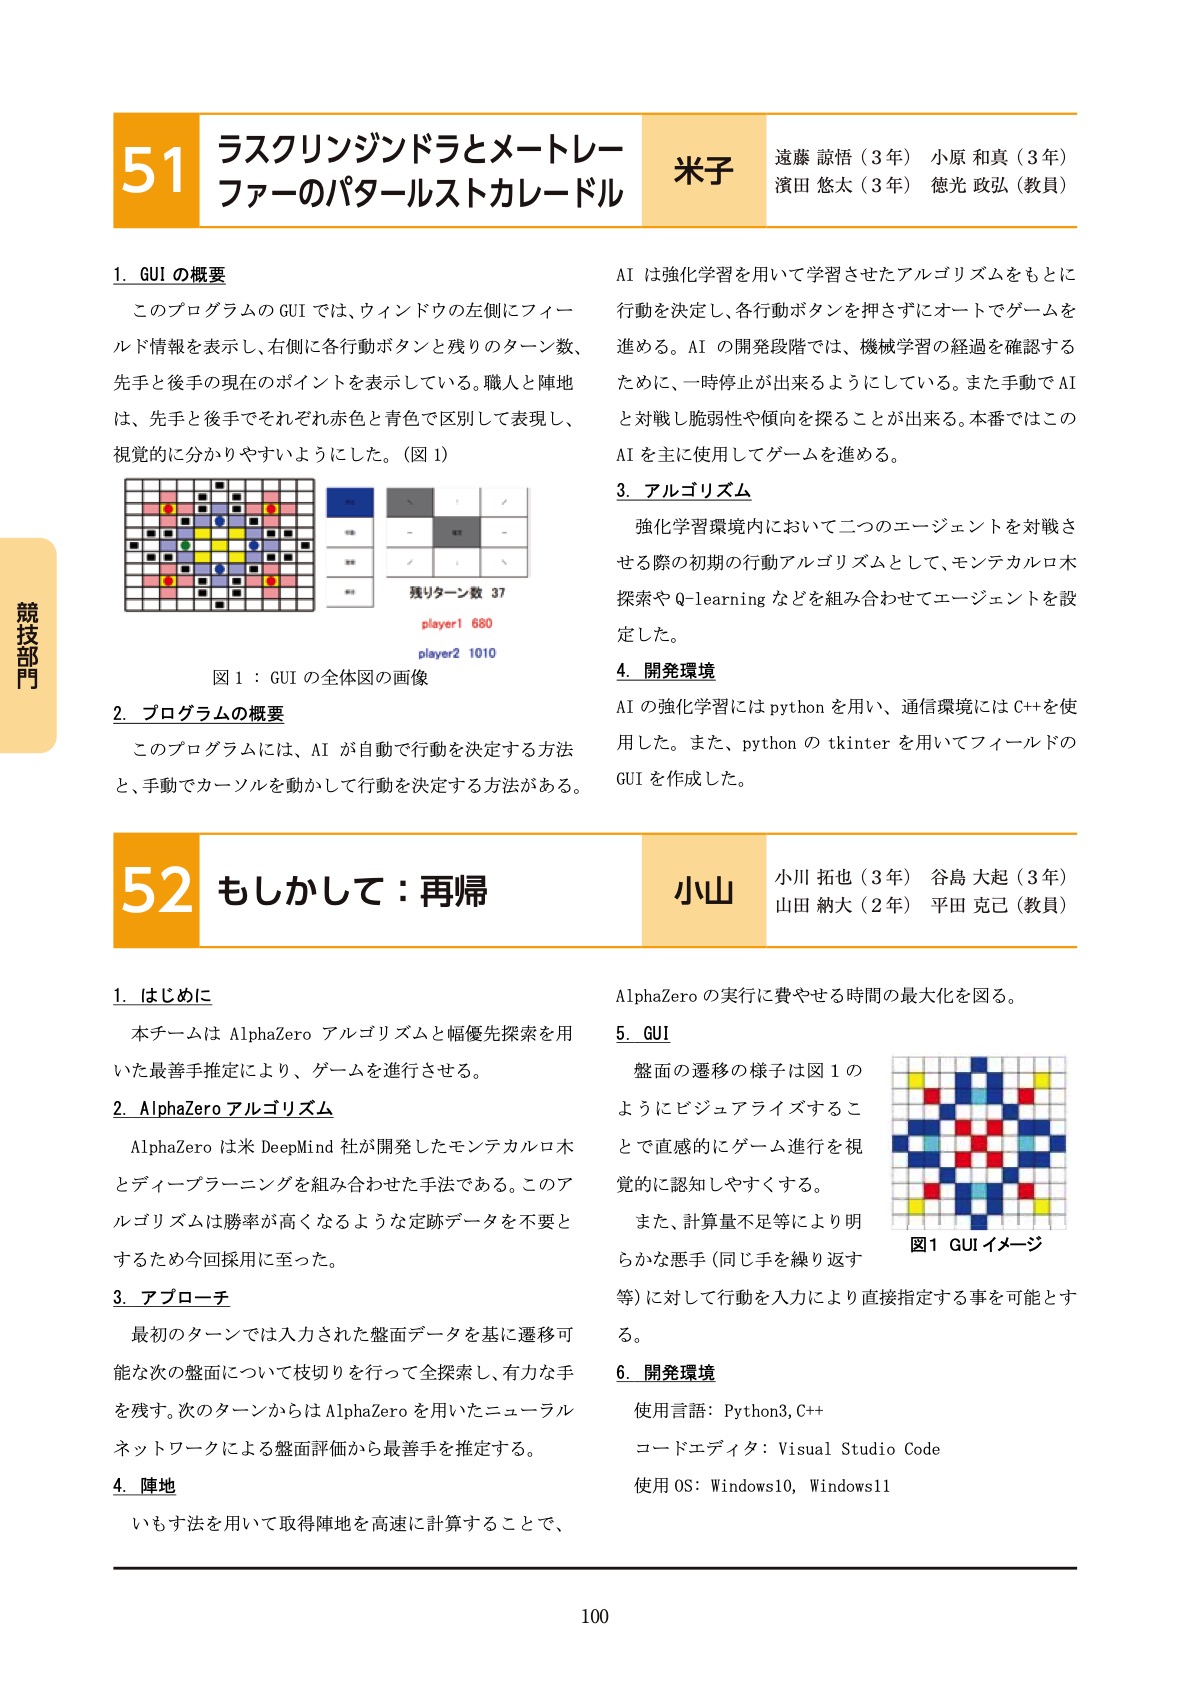 51
ラスクリンジンドラとメートレー
ファーのパタールストカレードル
米子
遠藤 諒悟（３年） 小原 和真（３年）
濱田 悠太（３年） 徳光 政弘（教員）
1. GUI の概要
このプログラムの GUI では、ウィンドウの左側にフィー
ルド情報を表示し、右側に各行動ボタンと残りのターン数、
先手と後手の現在のポイントを表示している。職人と陣地
は、先手と後手でそれぞれ赤色と青色で区別して表現し、
視覚的に分かりやすいようにした。（図 1）
残りターン数 37
player1 680
player2 1010
図 1 ： GUI の全体図の画像
2. プログラムの概要
このプログラムには、AI が自動で行動を決定する方法
と、手動でカーソルを動かして行動を決定する方法がある。
AI は強化学習を用いて学習させたアルゴリズムをもとに
行動を決定し、各行動ボタンを押さずにオートでゲームを
進める。AI の開発段階では、機械学習の経過を確認する
ために、一時停止が出来るようにしている。また手動で AI
と対戦し脆弱性や傾向を探ることが出来る。本番ではこの
AI を主に使用してゲームを進める。
3. アルゴリズム
強化学習環境内において二つのエージェントを対戦さ
せる際の初期の行動アルゴリズムとして、モンテカルロ木
探索や Q-learning などを組み合わせてエージェントを設
定した。
4. 開発環境
AI の強化学習には python を用い、通信環境には C++を使
用した。また、python の tkinter を用いてフィールドの
GUI を作成した。
競技部門
52
もしかして：再帰
小山
小川 拓也（３年） 谷島 大起（３年）
山田 納大（２年） 平田 克己（教員）
1. はじめに
本チームは AlphaZero アルゴリズムと幅優先探索を用
いた最善手推定により、ゲームを進行させる。
2. AlphaZero アルゴリズム
AlphaZero は米 DeepMind 社が開発したモンテカルロ木
とディープラーニングを組み合わせた手法である。このア
ルゴリズムは勝率が高くなるような定跡データを不要と
するため今回採用に至った。
3. アプローチ
最初のターンでは入力された盤面データを基に遷移可
能な次の盤面について枝切りを行って全探索し、有力な手
を残す。次のターンからは AlphaZero を用いたニューラル
ネットワークによる盤面評価から最善手を推定する。
4. 陣地
いもす法を用いて取得陣地を高速に計算することで、
AlphaZero の実行に費やせる時間の最大化を図る。
5. GUI
盤面の遷移の様子は図 1 の
ようにビジュアライズするこ
とで直感的にゲーム進行を視
覚的に認知しやすくする。
また、計算量不足等により明
らかな悪手（同じ手を繰り返す
等）に対して行動を入力により直接指定する事を可能とす
る。
図1 GUI イメージ
6. 開発環境
使用言語: Python3,C++
コードエディタ: Visual Studio Code
使用 OS: Windows10, Windows11
100